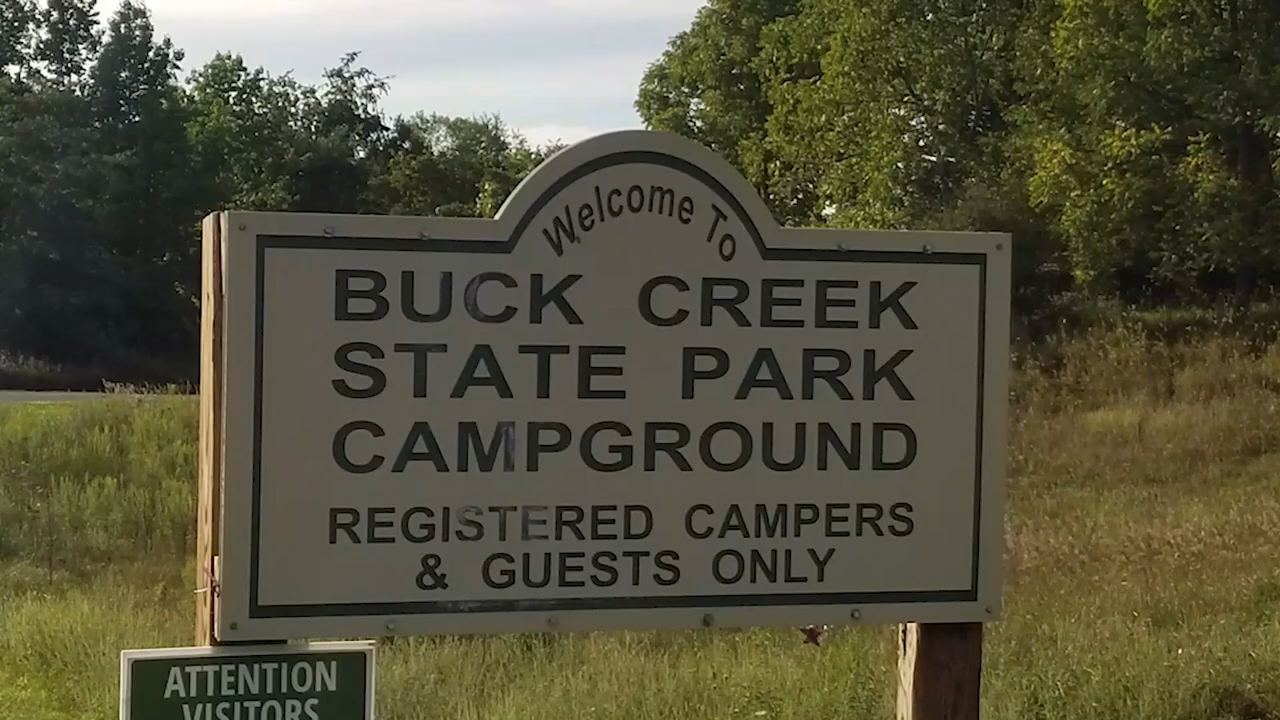 Welcome To
BUCK CREEK
STATE PARK
CAMPGROUND
REGISTERED CAMPERS
& GUESTS ONLY
ATTENTION
VISITORS